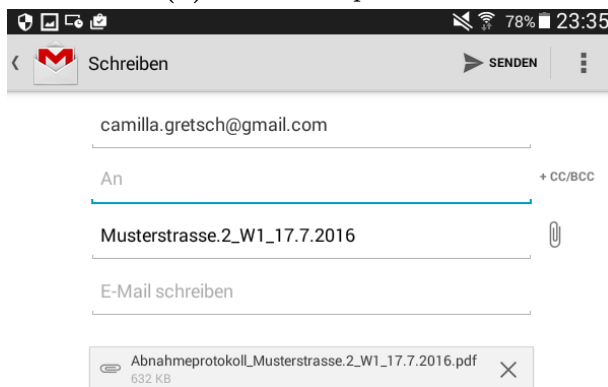 78% 23:35
Schreiben SENDEN
camilla.gretsch@gmail.com
An + CC/BCC
Musterstrasse.2_W1_17.7.2016
E-Mail schreiben
Abnahmeprotokoll_Musterstrasse.2_W1_17.7.2016.pdf
632 KB